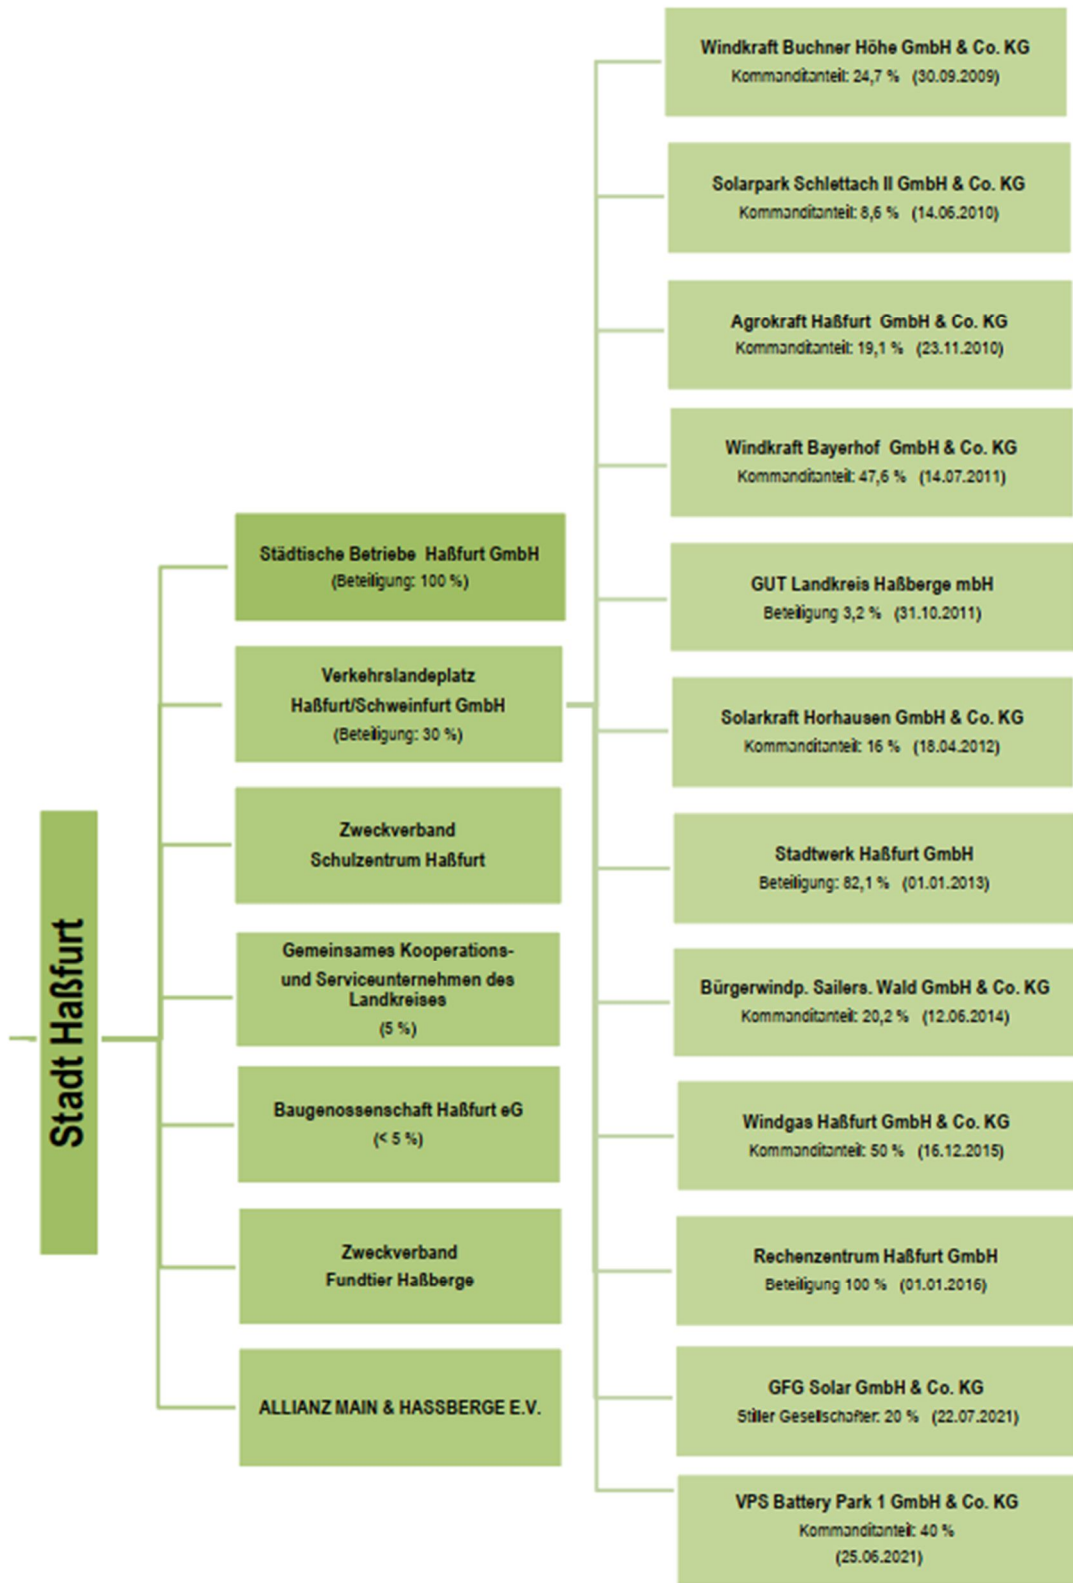 Stadt Haßfurt
Städtische Betriebe Haßfurt GmbH
(Beteiligung: 100 %)
Verkehrslandeplatz
Haßfurt/Schweinfurt GmbH
(Beteiligung: 30 %)
Zweckverband
Schulzentrum Haßfurt
Gemeinsames Kooperations-
und Serviceunternehmen des
Landkreises
(5 %)
Baugenossenschaft Haßfurt eG
(< 5 %)
Zweckverband
Fundtier Haßberge
ALLIANZ MAIN & HASSBERGE E.V.
Windkraft Buchner Höhe GmbH & Co. KG
Kommanditanteil: 24,7 % (30.09.2009)
Solarpark Schlettach II GmbH & Co. KG
Kommanditanteil: 8,6 % (14.06.2010)
Agrokraft Haßfurt GmbH & Co. KG
Kommanditanteil: 19,1 % (23.11.2010)
Windkraft Bayerhof GmbH & Co. KG
Kommanditanteil: 47,6 % (14.07.2011)
GUT Landkreis Haßberge mbH
Beteiligung 3,2 % (31.10.2011)
Solarkraft Horhausen GmbH & Co. KG
Kommanditanteil: 16 % (18.04.2012)
Stadtwerk Haßfurt GmbH
Beteiligung: 82,1 % (01.01.2013)
Bürgerwindp. Sailers. Wald GmbH & Co. KG
Kommanditanteil: 20,2 % (12.06.2014)
Windgas Haßfurt GmbH & Co. KG
Kommanditanteil: 50 % (16.12.2015)
Rechenzentrum Haßfurt GmbH
Beteiligung 100 % (01.01.2016)
GFG Solar GmbH & Co. KG
Stiller Gesellschafter: 20 % (22.07.2021)
VPS Battery Park 1 GmbH & Co. KG
Kommanditanteil: 40 %
(25.06.2021)